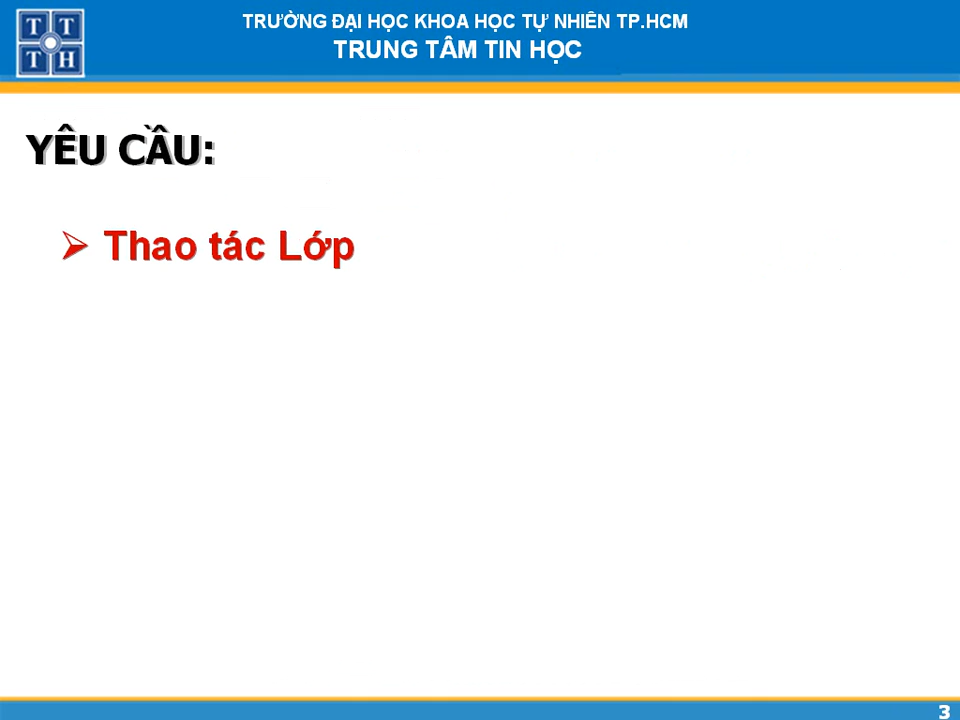 TRƯỜNG ĐẠI HỌC KHOA HỌC TỰ NHIÊN TP.HCM
TRUNG TÂM TIN HỌC
T T
T H
YÊU CẦU:
➢ Thao tác Lớp
3